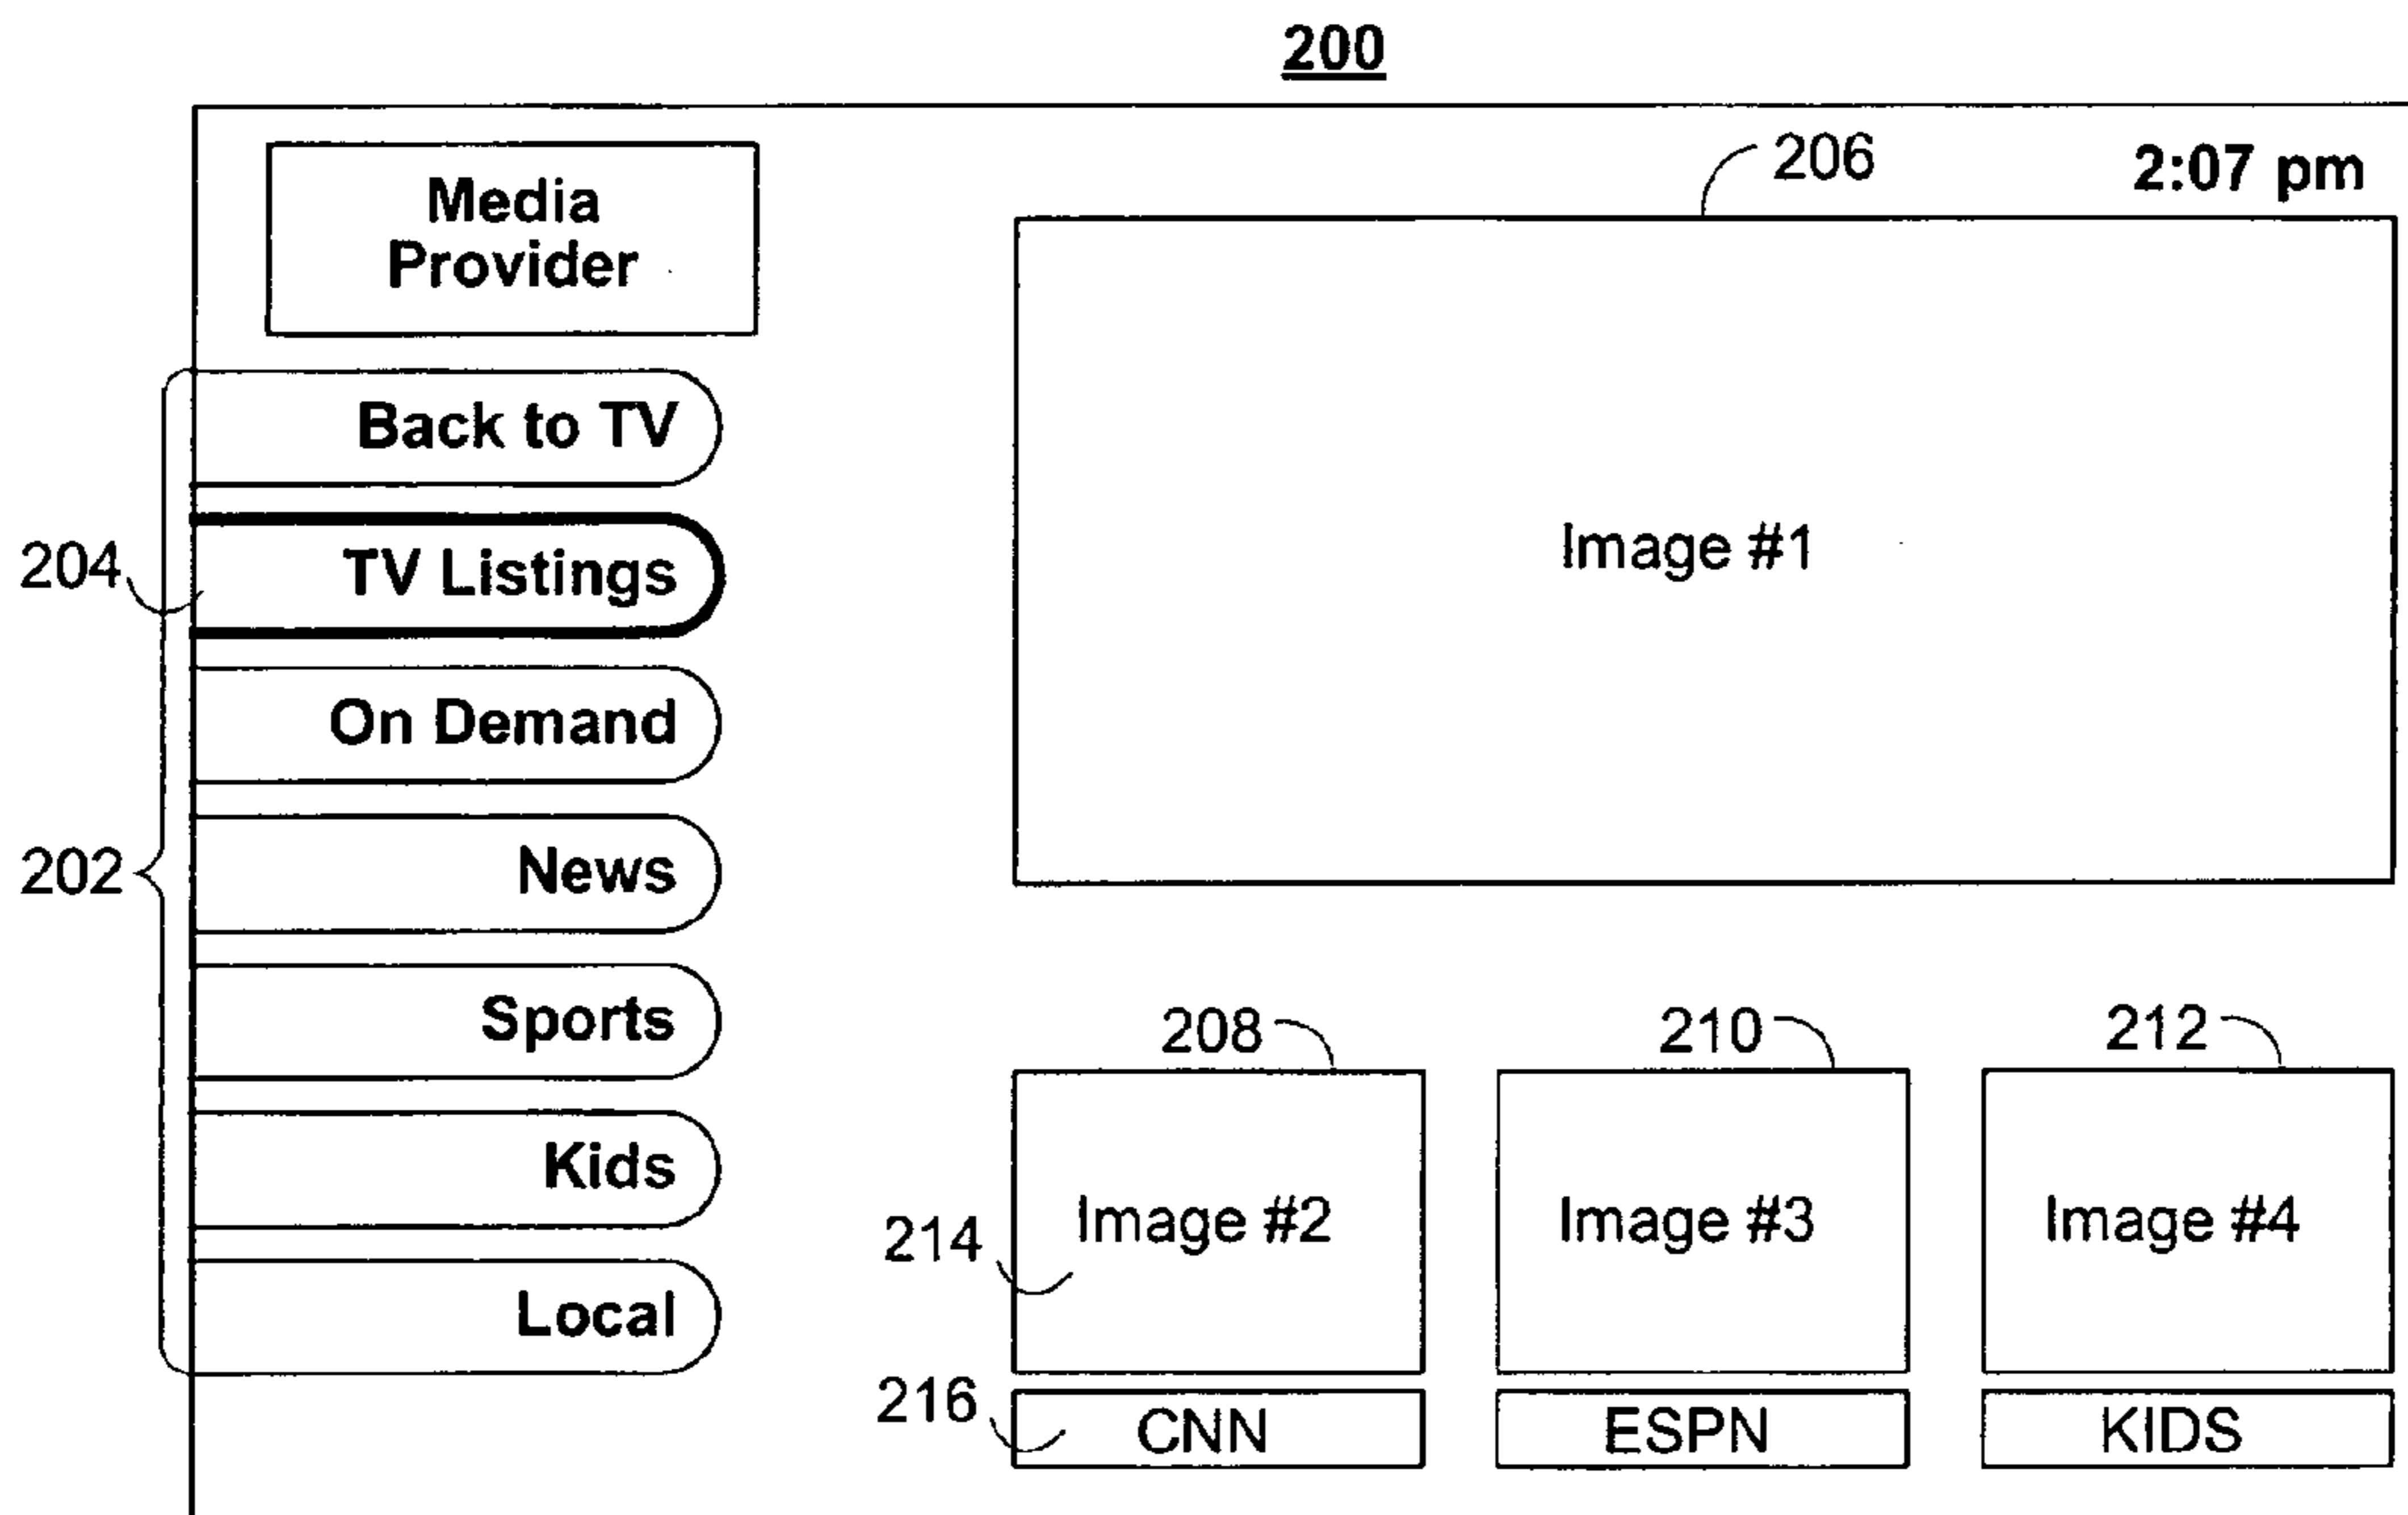 200
206
2:07 pm
Media
Provider
Back to TV
204
TV Listings
Image #1
On Demand
202
News
Sports
208
210
212
Kids
214
Image #2
Image #3
Image #4
Local
216
CNN
ESPN
KIDS